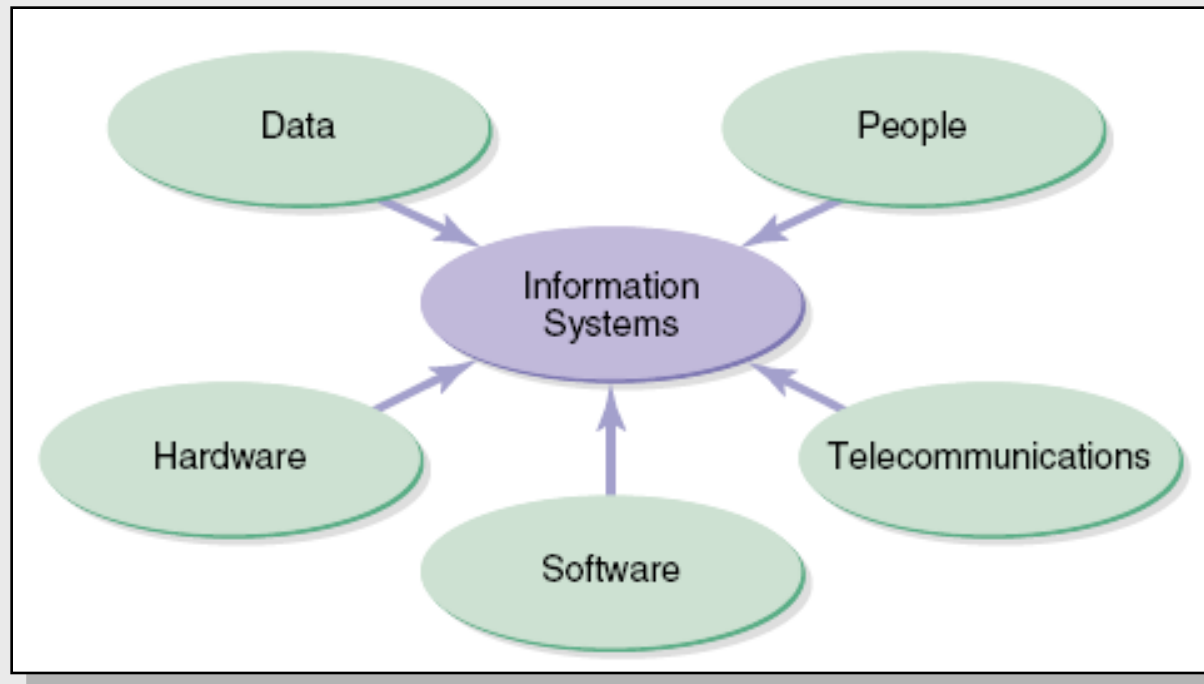 Data
People
Information
Systems
Hardware
Telecommunications
Software